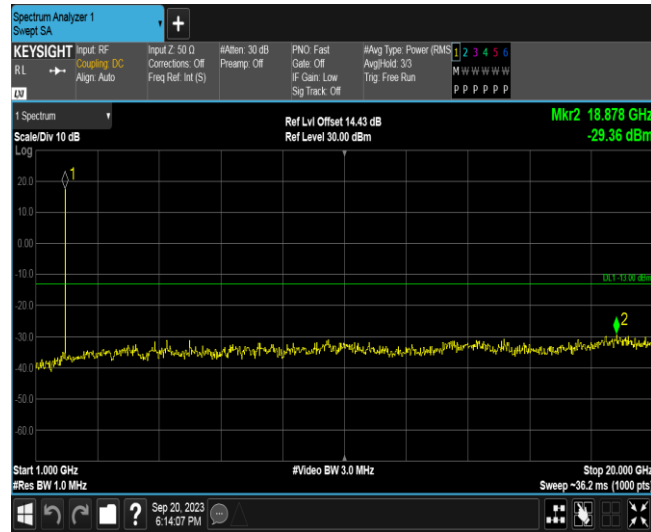 Spectrum Analyzer 1
Swept SA
KEYSIGHT
RL
LXI
Input: RF
Coupling: DC
Align: Auto
Input Z: 50 Ω
Corrections: Off
Freq Ref: Int (S)
#Atten: 30 dB
Preamp: Off
PNO: Fast
Gate: Off
IF Gain: Low
Sig Track: Off
#Avg Type: Power (RMS
Avg|Hold: 3/3
Trig: Free Run
1 2 3 4 5 6
M W W W W W
P P P P P P
1 Spectrum
Scale/Div 10 dB
Log
Ref Lvl Offset 14.43 dB
Ref Level 30.00 dBm
Mkr2 18.878 GHz
-29.36 dBm
1
20.0
10.0
0.00
-10.0
DL1 -13.00 dBm
-20.0
2
-30.0
-40.0
-50.0
-60.0
Start 1.000 GHz
#Video BW 3.0 MHz
Stop 20.000 GHz
#Res BW 1.0 MHz
Sweep ~36.2 ms (1000 pts)
?
Sep 20, 2023
6:14:07 PM